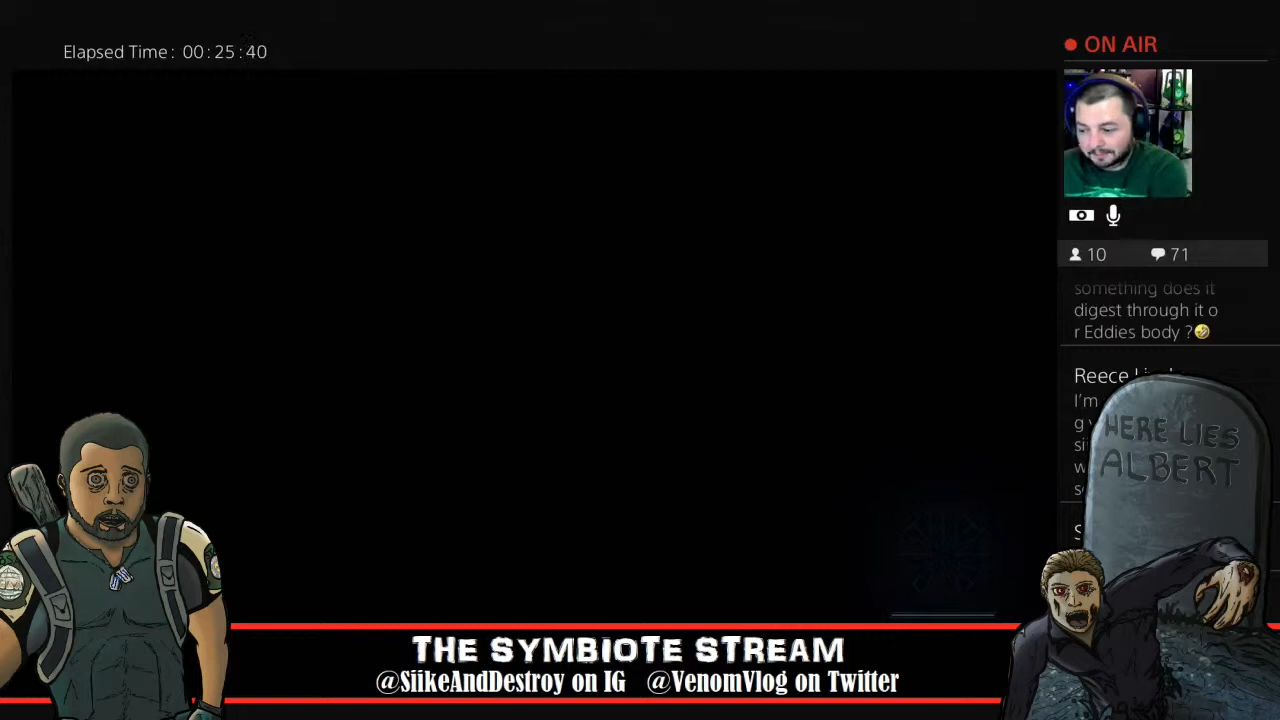 Elapsed Time: 00:25:40
ON AIR
10 71
something does it
digest through it o
r Eddies body ?🤣
Reece
I'm
HERE LIES
ALBERT
THE SYMBIOTE STREAM
@SiikeAndDestroy on IG @VenomVlog on Twitter